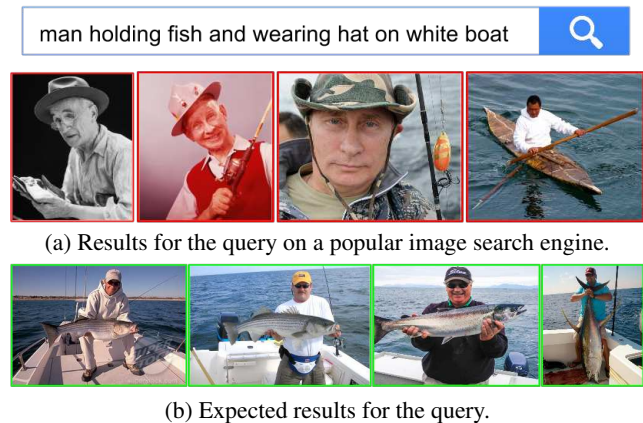 man holding fish and wearing hat on white boat
(a) Results for the query on a popular image search engine.
(b) Expected results for the query.